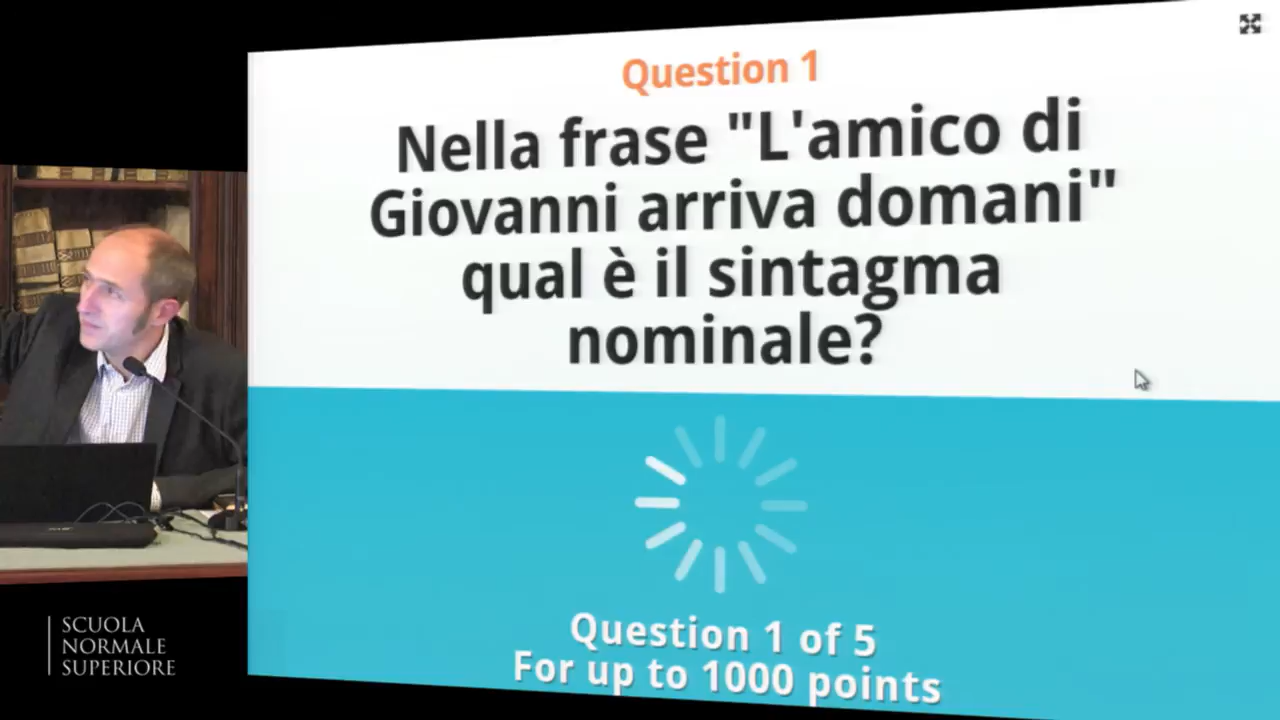 Question 1
Nella frase "L'amico di
Giovanni arriva domani"
qual è il sintagma
nominale?
Question 1 of 5
For up to 1000 points
SCUOLA
NORMALE
SUPERIORE